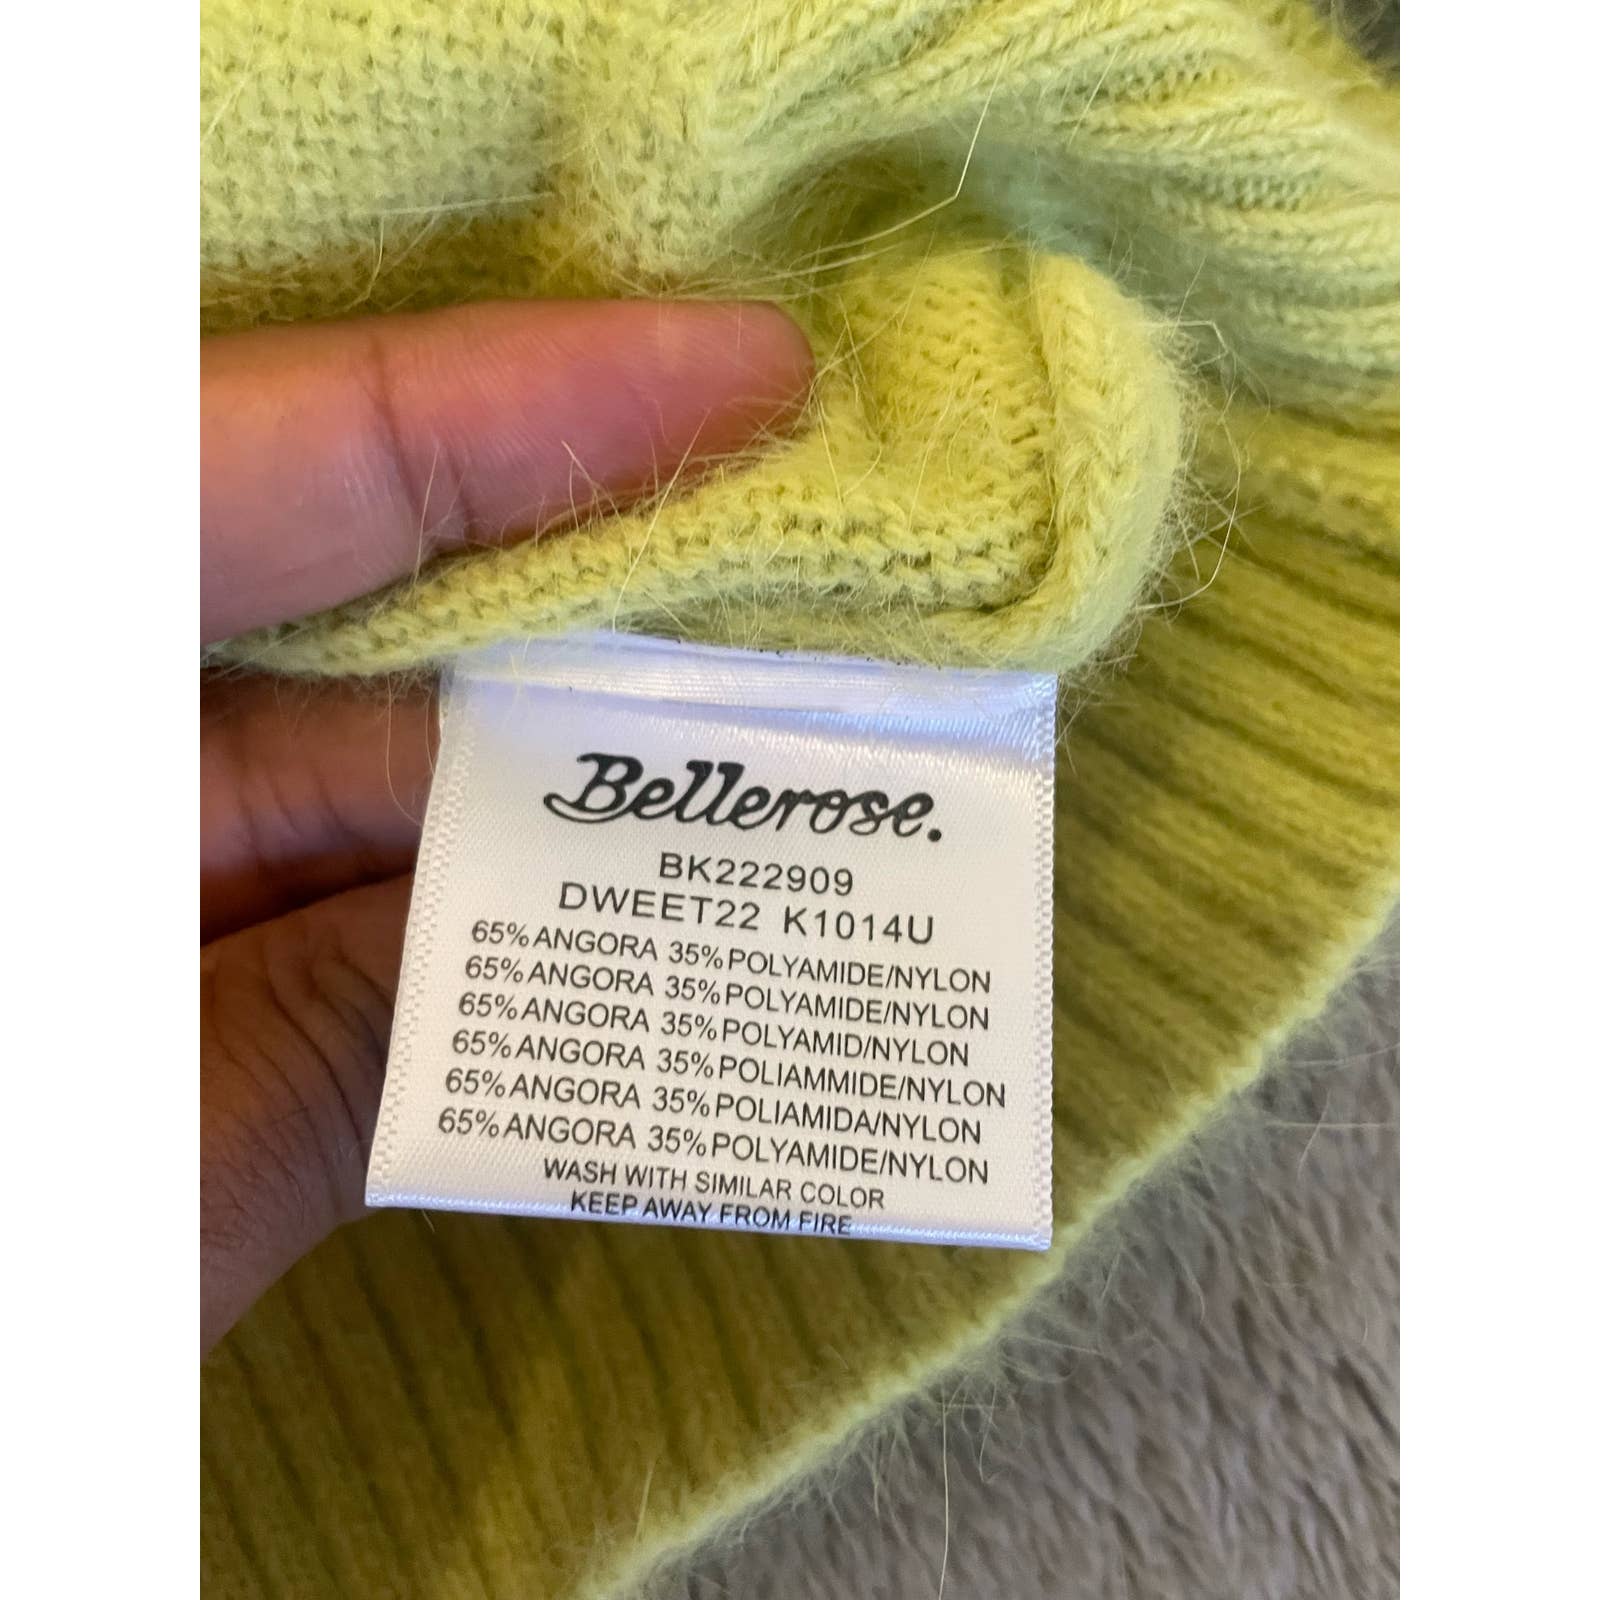 Bellerose.
BK222909
DWEET22 K1014U
65% ANGORA 35% POLYAMIDE/NYLON
65% ANGORA 35% POLYAMIDE/NYLON
65% ANGORA 35% POLYAMID/NYLON
65% ANGORA 35% POLIAMMIDE/NYLON
65% ANGORA 35% POLIAMIDA/NYLON
65% ANGORA 35% POLYAMIDE/NYLON
WASH WITH SIMILAR COLOR
KEEP AWAY FROM FIRE